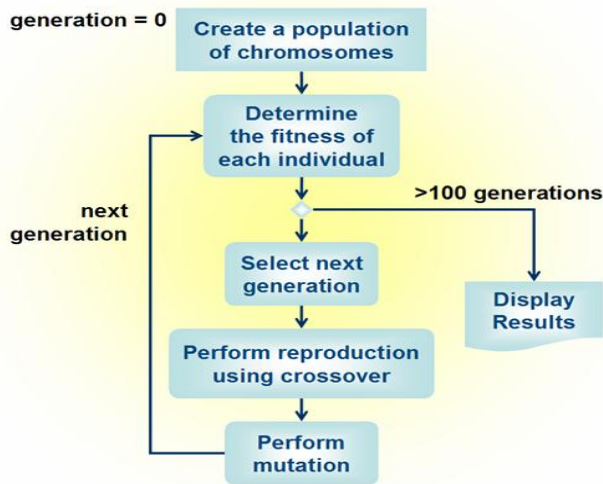 generation = 0
Create a population
of chromosomes
Determine
the fitness of
each individual
>100 generations
next
generation
Select next
generation
Display
Results
Perform reproduction
using crossover
Perform
mutation